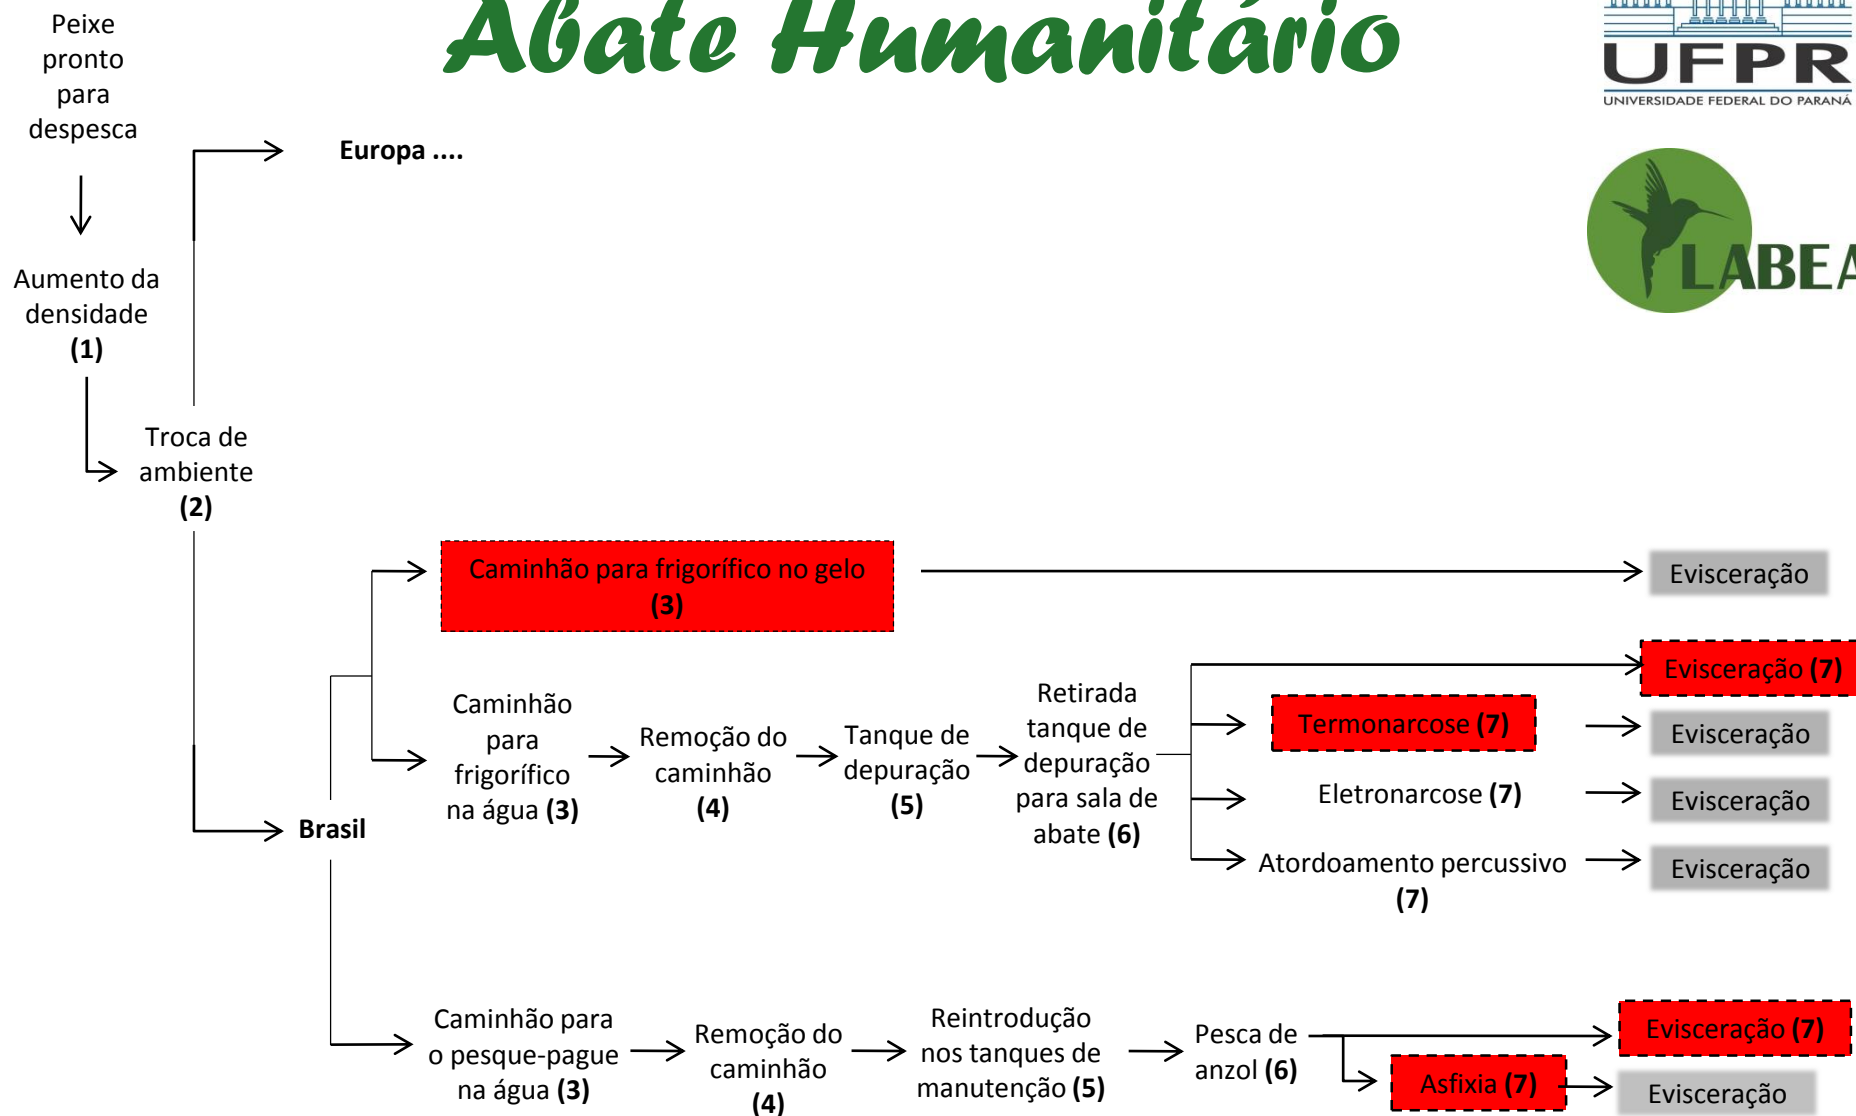 Abate Humanitário
UFPR
UNIVERSIDADE FEDERAL DO PARANÁ
LABEA
Peixe
pronto
para
despesca
Europa ....
Aumento da
densidade
(1)
Troca de
ambiente
(2)
Brasil
Caminhão para frigorífico no gelo
(3)
Evisceração
Caminhão
para
frigorífico
na água (3)
Remoção do
caminhão
(4)
Tanque de
depuração
(5)
Retirada
tanque de
depuração
para sala de
abate (6)
Evisceração (7)
Termonarcose (7)
Evisceração
Eletronarcose (7)
Evisceração
Atordoamento percussivo
(7)
Evisceração
Caminhão para
o pesque-pague
na água (3)
Remoção do
caminhão
(4)
Reintrodução
nos tanques de
manutenção (5)
Pesca de
anzol (6)
Evisceração (7)
Asfixia (7)
Evisceração